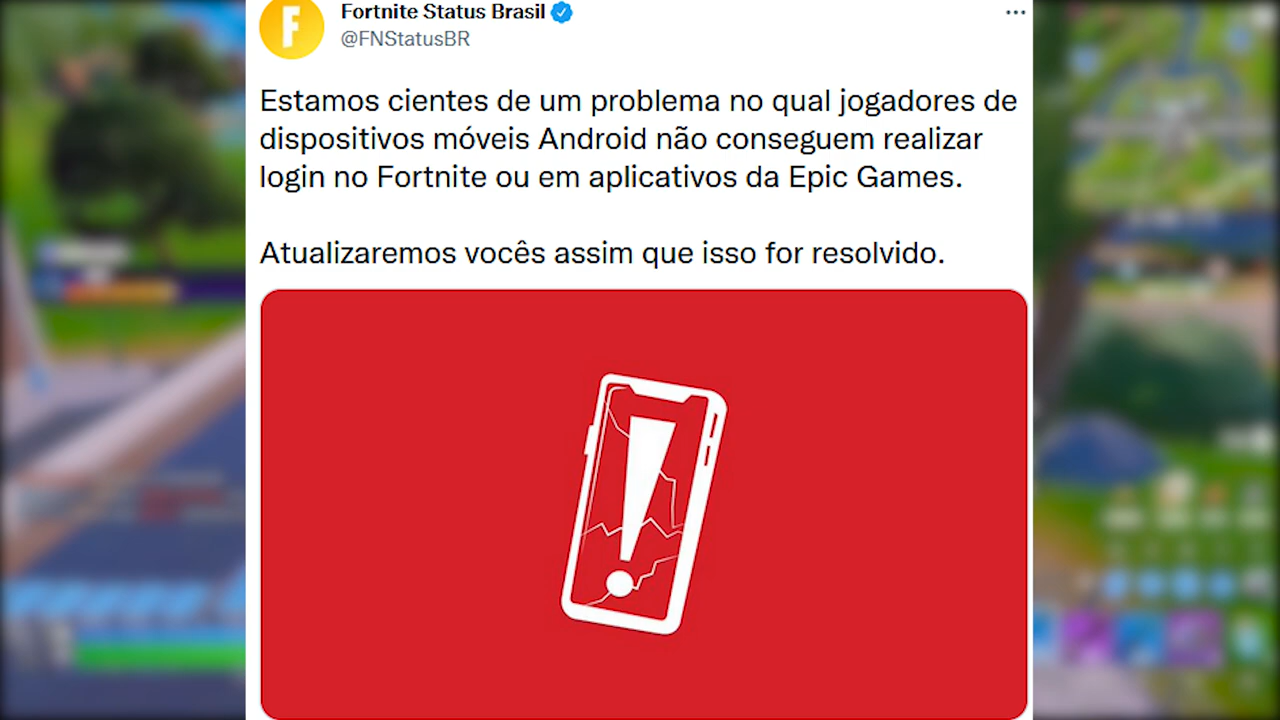 Fortnite Status Brasil
@FNStatusBR
Estamos cientes de um problema no qual jogadores de
dispositivos móveis Android não conseguem realizar
login no Fortnite ou em aplicativos da Epic Games.
Atualizaremos vocês assim que isso for resolvido.